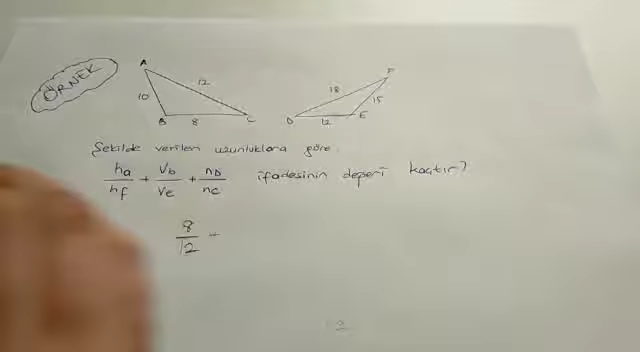 ÖRNEK
A
12
10
B 8 C
F
18
15
D 12 E
Şekilde verilen uzunluklara göre
ha/hf + Vb/Ve + nb/nc ifadesinin değeri kaçtır?
8/12 +